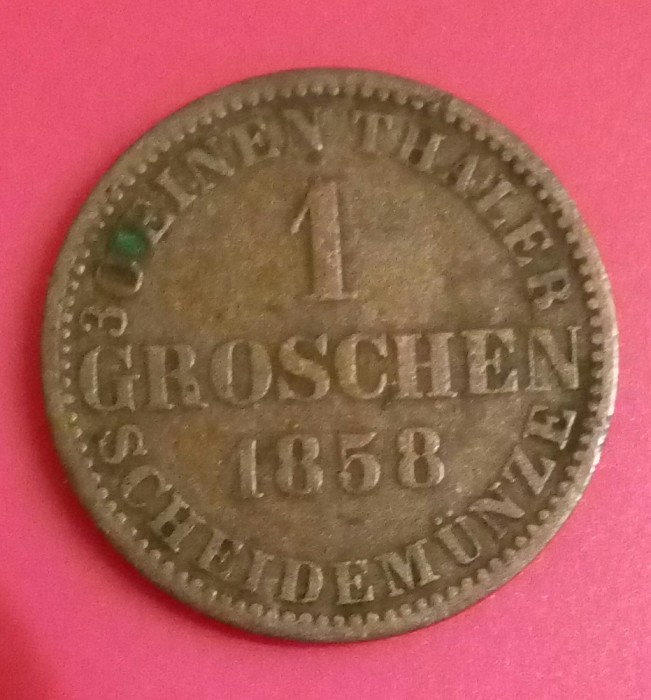 30 EINEN THALER
1
GROSCHEN
1858
SCHEIDEMÜNZE